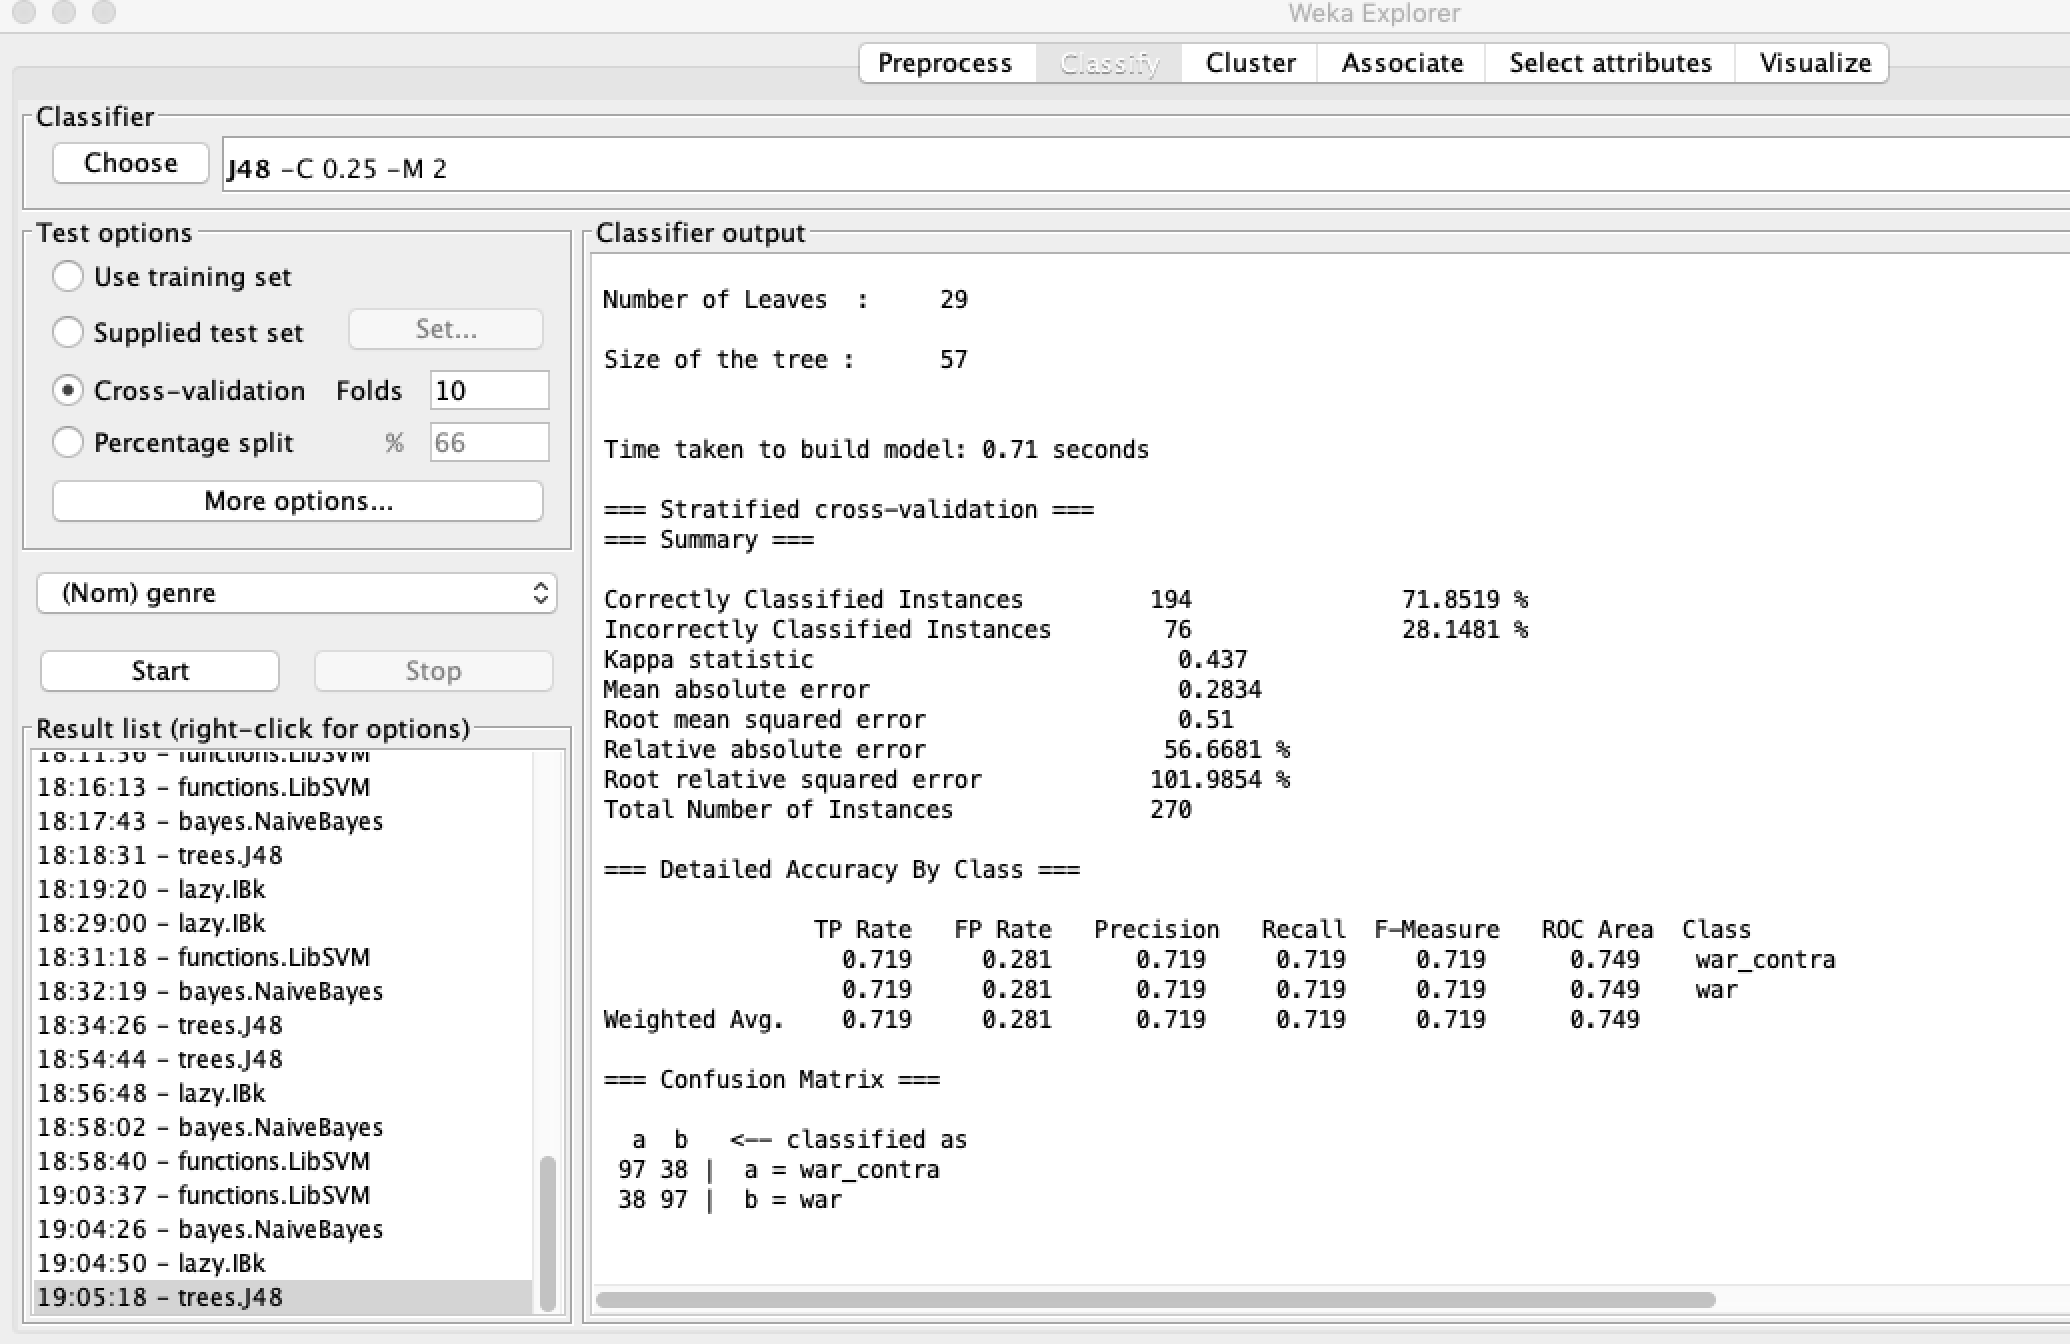 Weka Explorer
Preprocess Classify Cluster Associate Select attributes Visualize
Classifier
Choose J48 -C 0.25 -M 2
Test options
Use training set
Supplied test set Set...
Cross-validation Folds 10
Percentage split % 66
More options...
(Nom) genre
Start Stop
Result list (right-click for options)
18:11:36 - functions.LibSVM
18:16:13 - functions.LibSVM
18:17:43 - bayes.NaiveBayes
18:18:31 - trees.J48
18:19:20 - lazy.IBk
18:29:00 - lazy.IBk
18:31:18 - functions.LibSVM
18:32:19 - bayes.NaiveBayes
18:34:26 - trees.J48
18:54:44 - trees.J48
18:56:48 - lazy.IBk
18:58:02 - bayes.NaiveBayes
18:58:40 - functions.LibSVM
19:03:37 - functions.LibSVM
19:04:26 - bayes.NaiveBayes
19:04:50 - lazy.IBk
19:05:18 - trees.J48
Classifier output
Number of Leaves : 29
Size of the tree : 57
Time taken to build model: 0.71 seconds
=== Stratified cross-validation ===
=== Summary ===
Correctly Classified Instances 194 71.8519 %
Incorrectly Classified Instances 76 28.1481 %
Kappa statistic 0.437
Mean absolute error 0.2834
Root mean squared error 0.51
Relative absolute error 56.6681 %
Root relative squared error 101.9854 %
Total Number of Instances 270
=== Detailed Accuracy By Class ===
TP Rate FP Rate Precision Recall F-Measure ROC Area Class
0.719 0.281 0.719 0.719 0.719 0.749 war_contra
0.719 0.281 0.719 0.719 0.719 0.749 war
Weighted Avg. 0.719 0.281 0.719 0.719 0.719 0.749
=== Confusion Matrix ===
a b <-- classified as
97 38 | a = war_contra
38 97 | b = war